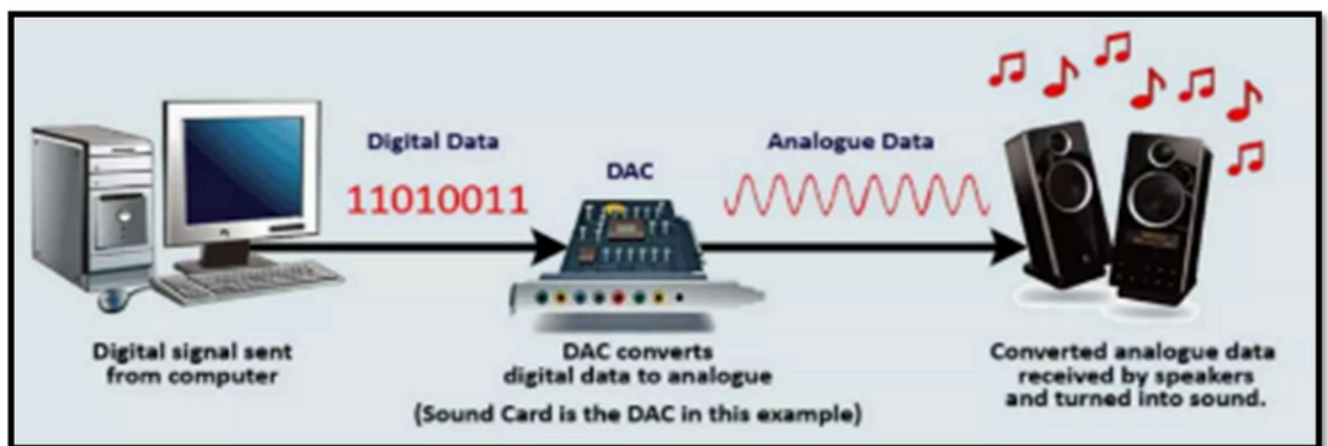 Digital Data
11010011
DAC
Analogue Data
Digital signal sent
from computer
DAC converts
digital data to analogue
(Sound Card is the DAC in this example)
Converted analogue data
received by speakers
and turned into sound.